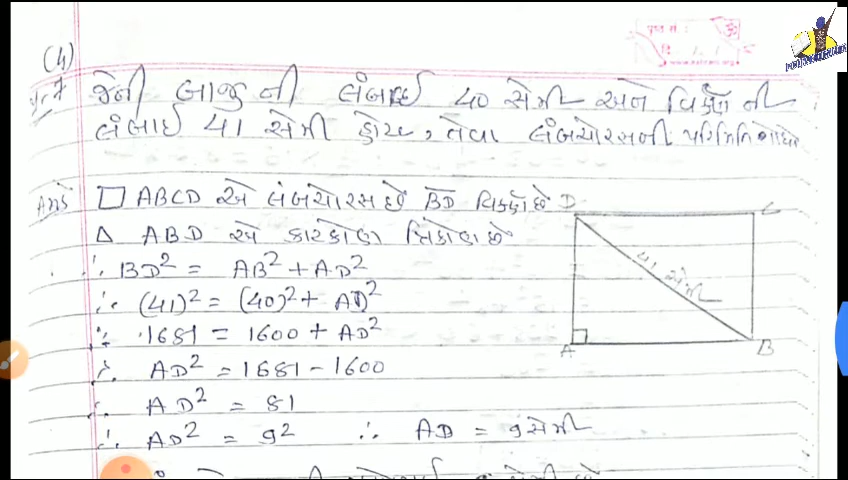 પૃષ્ઠ નં. :
(4)
જેની બાજુની લંબાઈ 40 સેમી અને વિકર્ણ ની
લંબાઈ 41 સેમી હોય, તેવા લંબચોરસની પરિમિતિ શોધો
Ans
□ ABCD એ લંબચોરસ છે BD વિકર્ણ છે
Δ ABD એ કાટકોણ ત્રિકોણ છે
∴ BD² = AB² + AD²
∴ (41)² = (40)² + AD²
∴ 1681 = 1600 + AD²
∴ AD² = 1681 - 1600
∴ AD² = 81
∴ AD² = 9² ∴ AD = 9 સેમી
D C
41 સેમી
A B